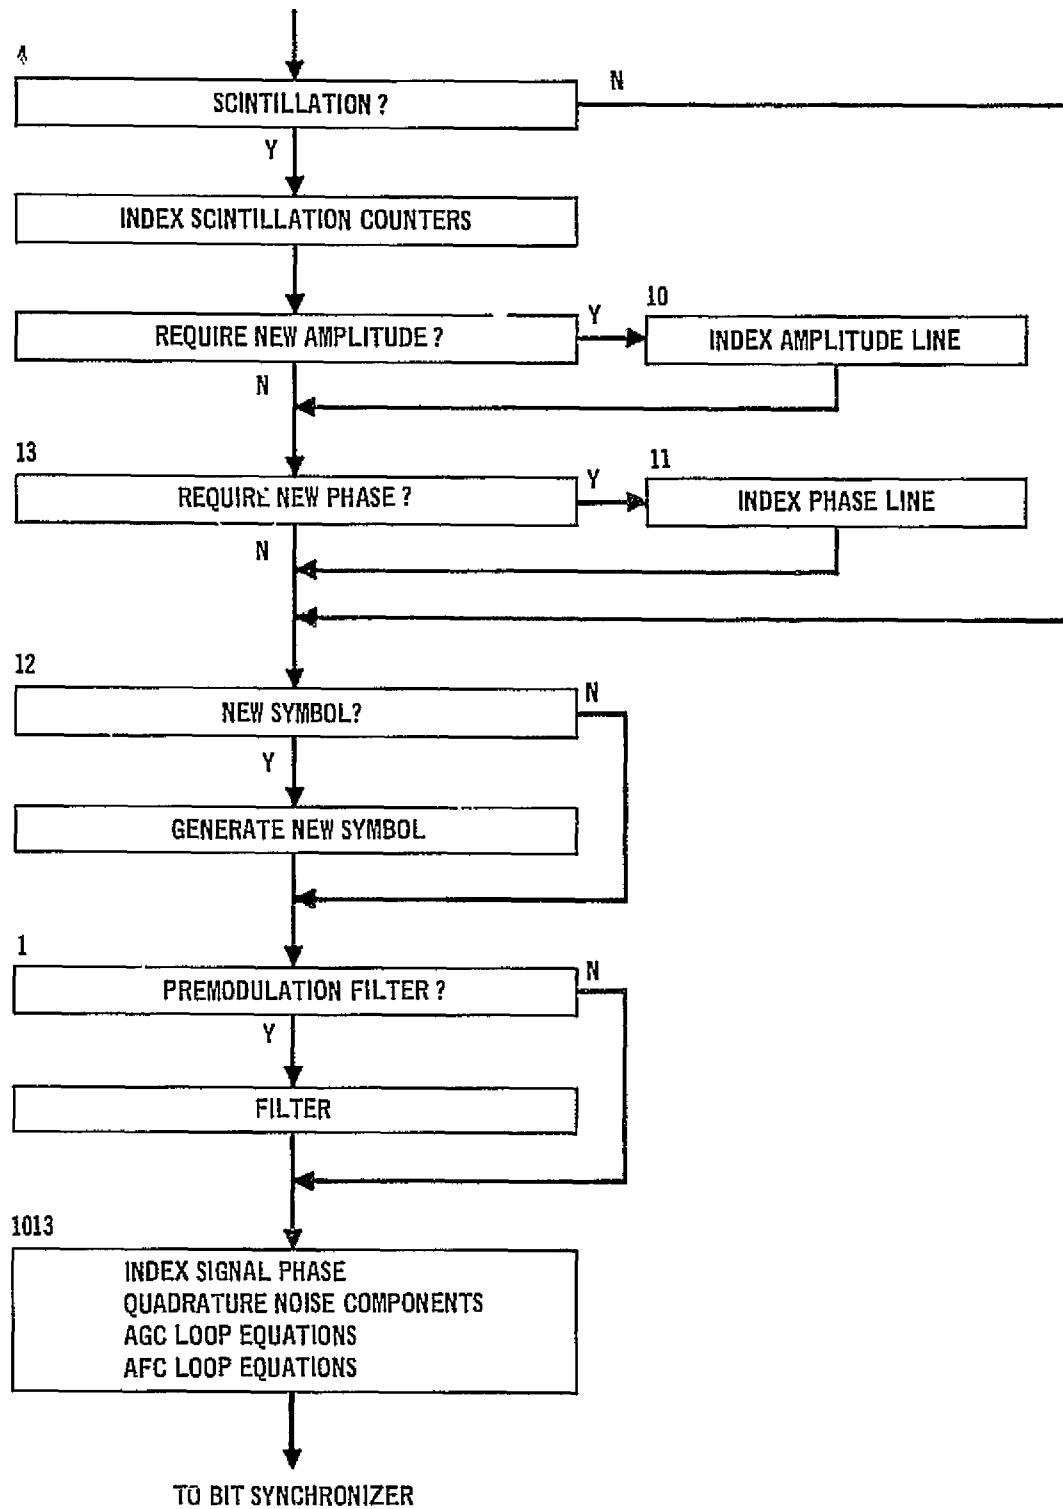 4
SCINTILLATION ?
N
Y
INDEX SCINTILLATION COUNTERS
REQUIRE NEW AMPLITUDE ?
Y
10
INDEX AMPLITUDE LINE
N
13
REQUIRE NEW PHASE ?
Y
11
INDEX PHASE LINE
N
12
NEW SYMBOL?
N
Y
GENERATE NEW SYMBOL
1
PREMODULATION FILTER ?
N
Y
FILTER
1013
INDEX SIGNAL PHASE
QUADRATURE NOISE COMPONENTS
AGC LOOP EQUATIONS
AFC LOOP EQUATIONS
TO BIT SYNCHRONIZER